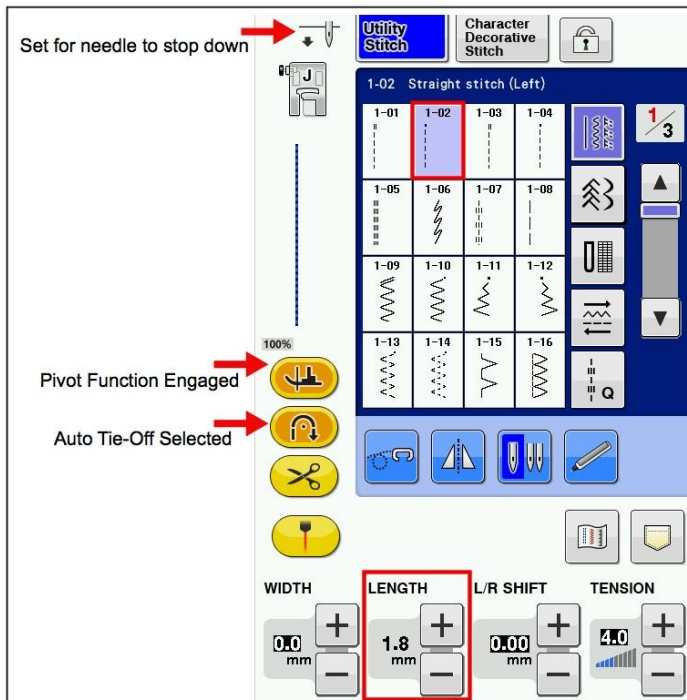 Set for needle to stop down
Utility
Stitch
Character
Decorative
Stitch
J
1-02 Straight stitch (Left)
1-01 1-02 1-03 1-04
1/3
1-05 1-06 1-07 1-08
1-09 1-10 1-11 1-12
1-13 1-14 1-15 1-16
Q
100%
Pivot Function Engaged
Auto Tie-Off Selected
WIDTH LENGTH L/R SHIFT TENSION
0.0 mm + − 1.8 mm + − 0.00 mm + − 4.0 + −